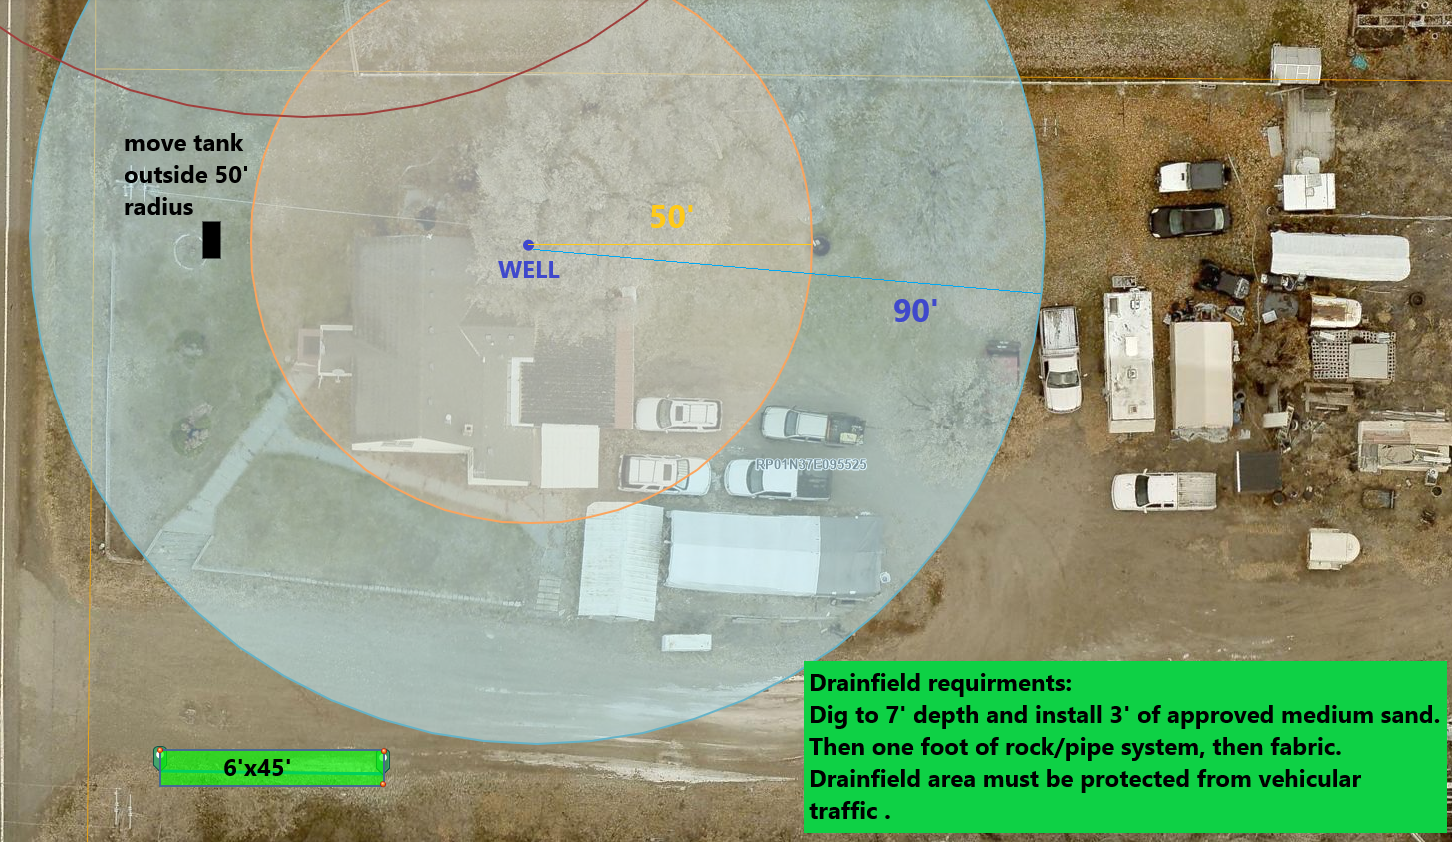 move tank
outside 50'
radius
50'
WELL
90'
RP01N37E095525
6'x45'
Drainfield requirments:
Dig to 7' depth and install 3' of approved medium sand.
Then one foot of rock/pipe system, then fabric.
Drainfield area must be protected from vehicular
traffic .